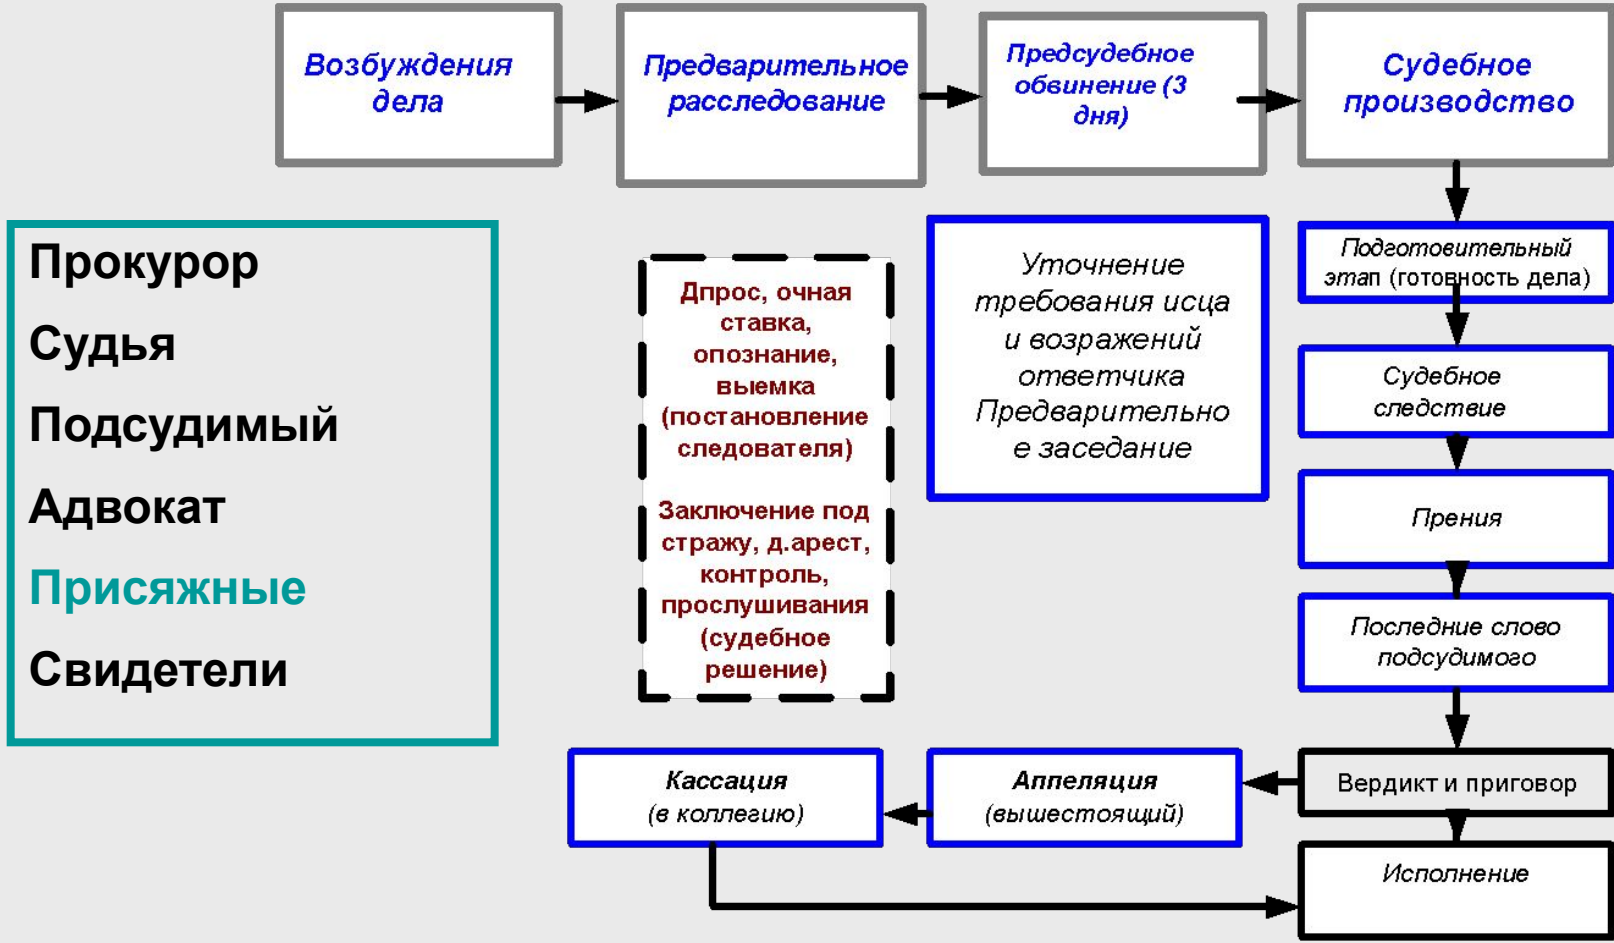 Возбуждения
дела
Предварительное
расследование
Предсудебное
обвинение (3
дня)
Судебное
производство
Прокурор
Судья
Подсудимый
Адвокат
Присяжные
Свидетели
Дпрос, очная
ставка,
опознание,
выемка
(постановление
следователя)
Заключение под
стражу, д.арест,
контроль,
прослушивания
(судебное
решение)
Уточнение
требования исца
и возражений
ответчика
Предварительно
е заседание
Подготовительный
этап (готовность дела)
Судебное
следствие
Прения
Последние слово
подсудимого
Вердикт и приговор
Аппеляция
(вышестоящий)
Кассация
(в коллегию)
Исполнение